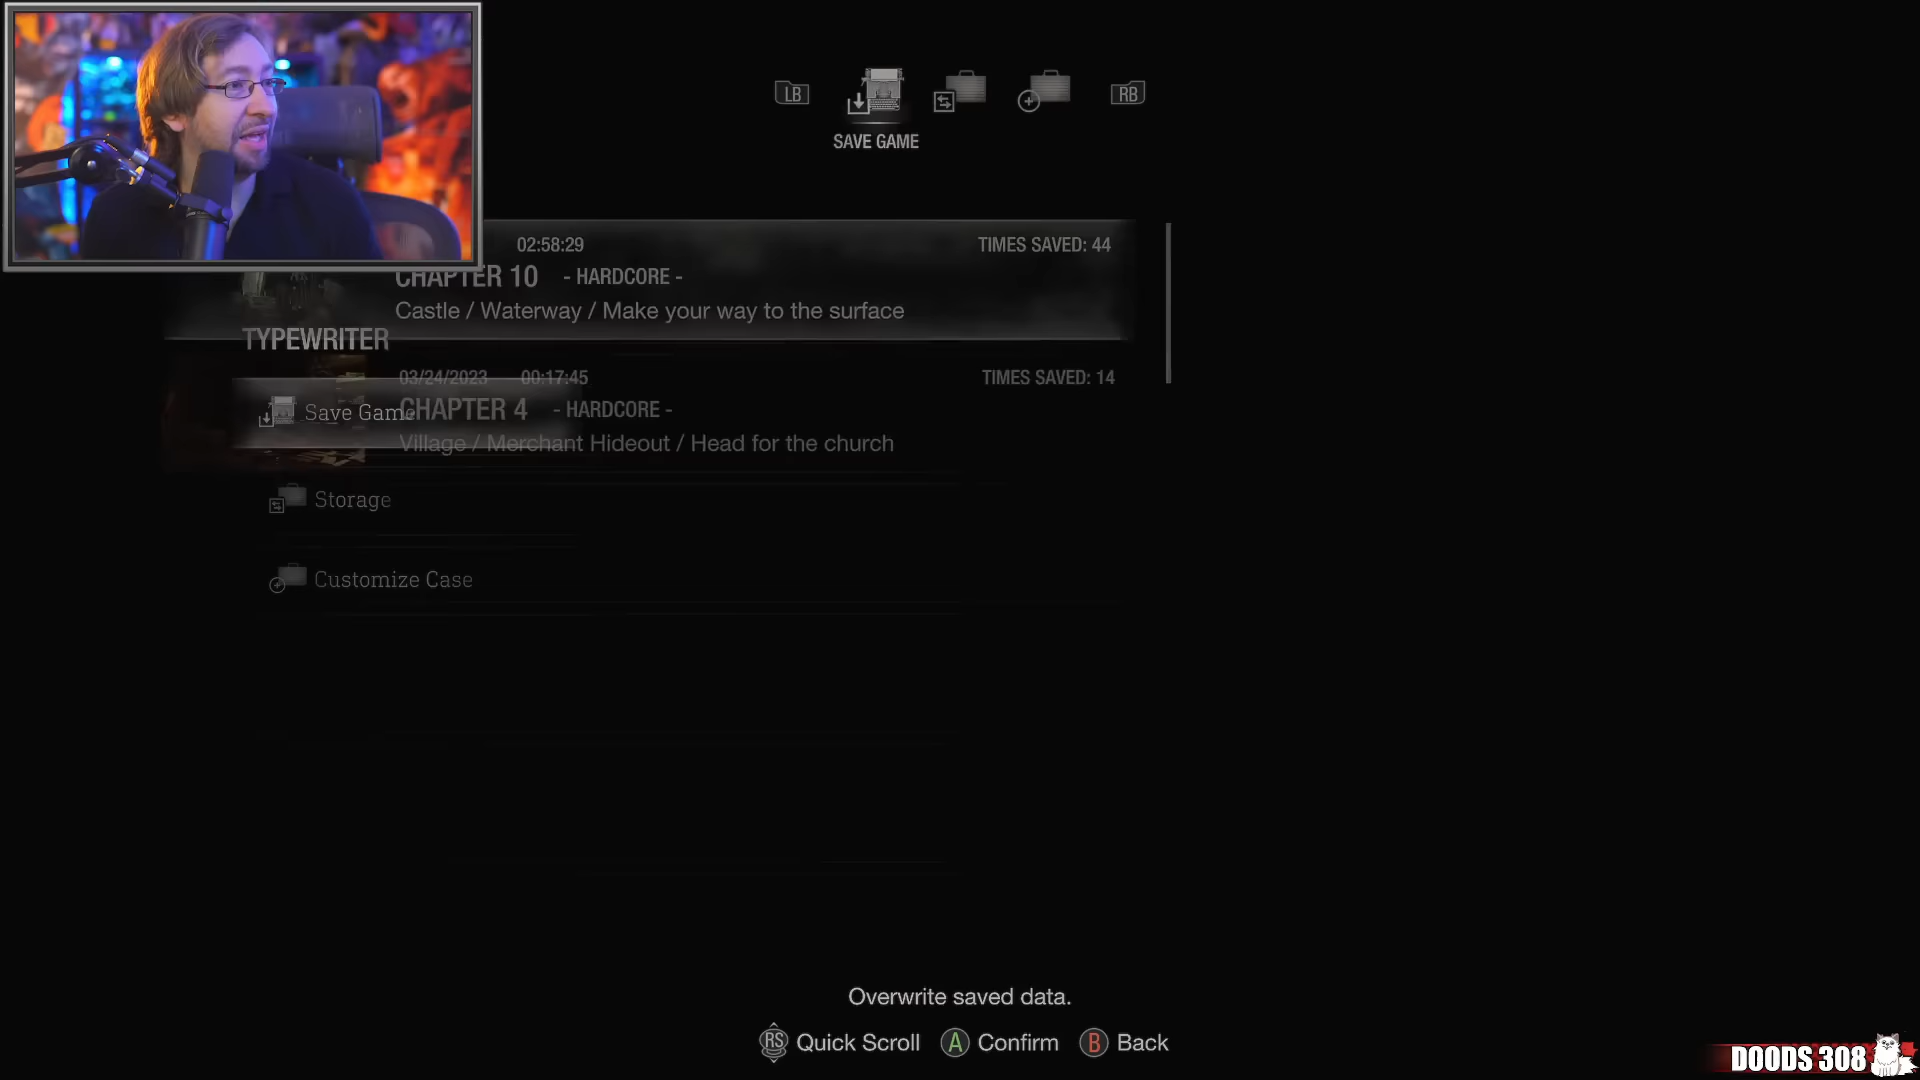 LB
RB
SAVE GAME
02:58:29
TIMES SAVED: 44
CHAPTER 10 - HARDCORE -
Castle / Waterway / Make your way to the surface
TYPEWRITER
03/24/2023 00:17:45
TIMES SAVED: 14
Save Game
CHAPTER 4 - HARDCORE -
Village / Merchant Hideout / Head for the church
Storage
Customize Case
Overwrite saved data.
RS Quick Scroll A Confirm B Back
DOODS 308